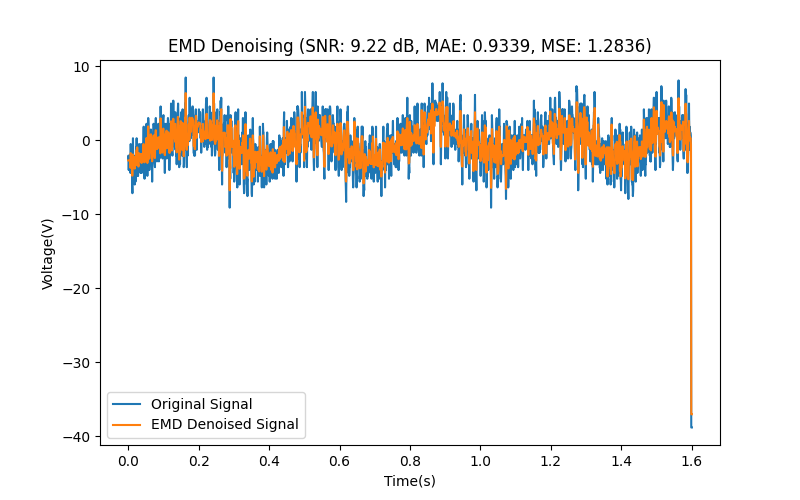 EMD Denoising (SNR: 9.22 dB, MAE: 0.9339, MSE: 1.2836)
10
0
−10
−20
−30
−40
Voltage(V)
Original Signal
EMD Denoised Signal
0.0 0.2 0.4 0.6 0.8 1.0 1.2 1.4 1.6
Time(s)